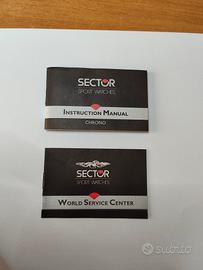 SECTOR
SPORT WATCHES
INSTRUCTION MANUAL
CHRONO
SECTOR
SPORT WATCHES
WORLD SERVICE CENTER
subito